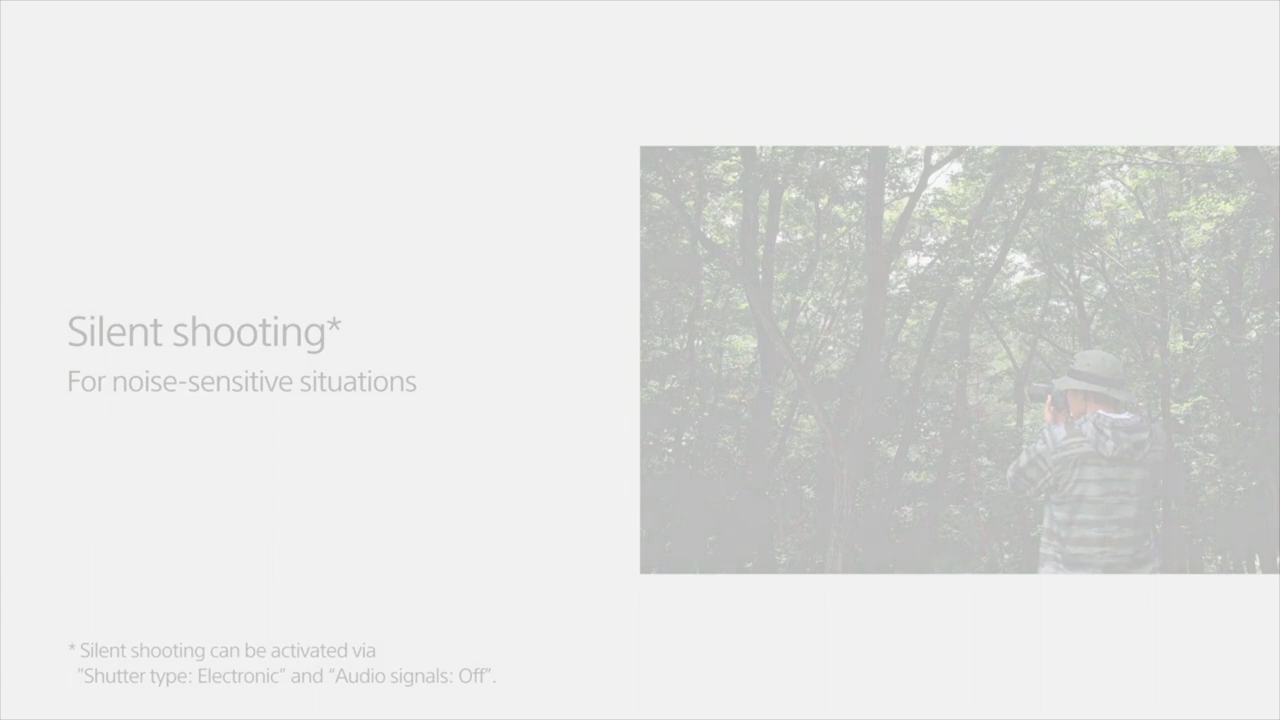 Silent shooting*
For noise-sensitive situations
* Silent shooting can be activated via
"Shutter type: Electronic" and “Audio signals: Off”.